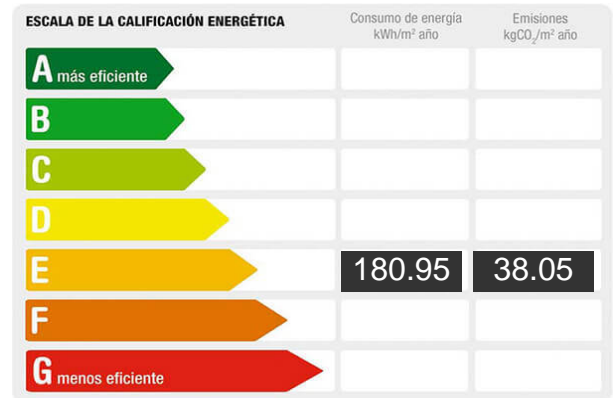 ESCALA DE LA CALIFICACIÓN ENERGÉTICA
Consumo de energía
kWh/m² año
Emisiones
kgCO₂/m² año
A más eficiente
B
C
D
E 180.95 38.05
F
G menos eficiente